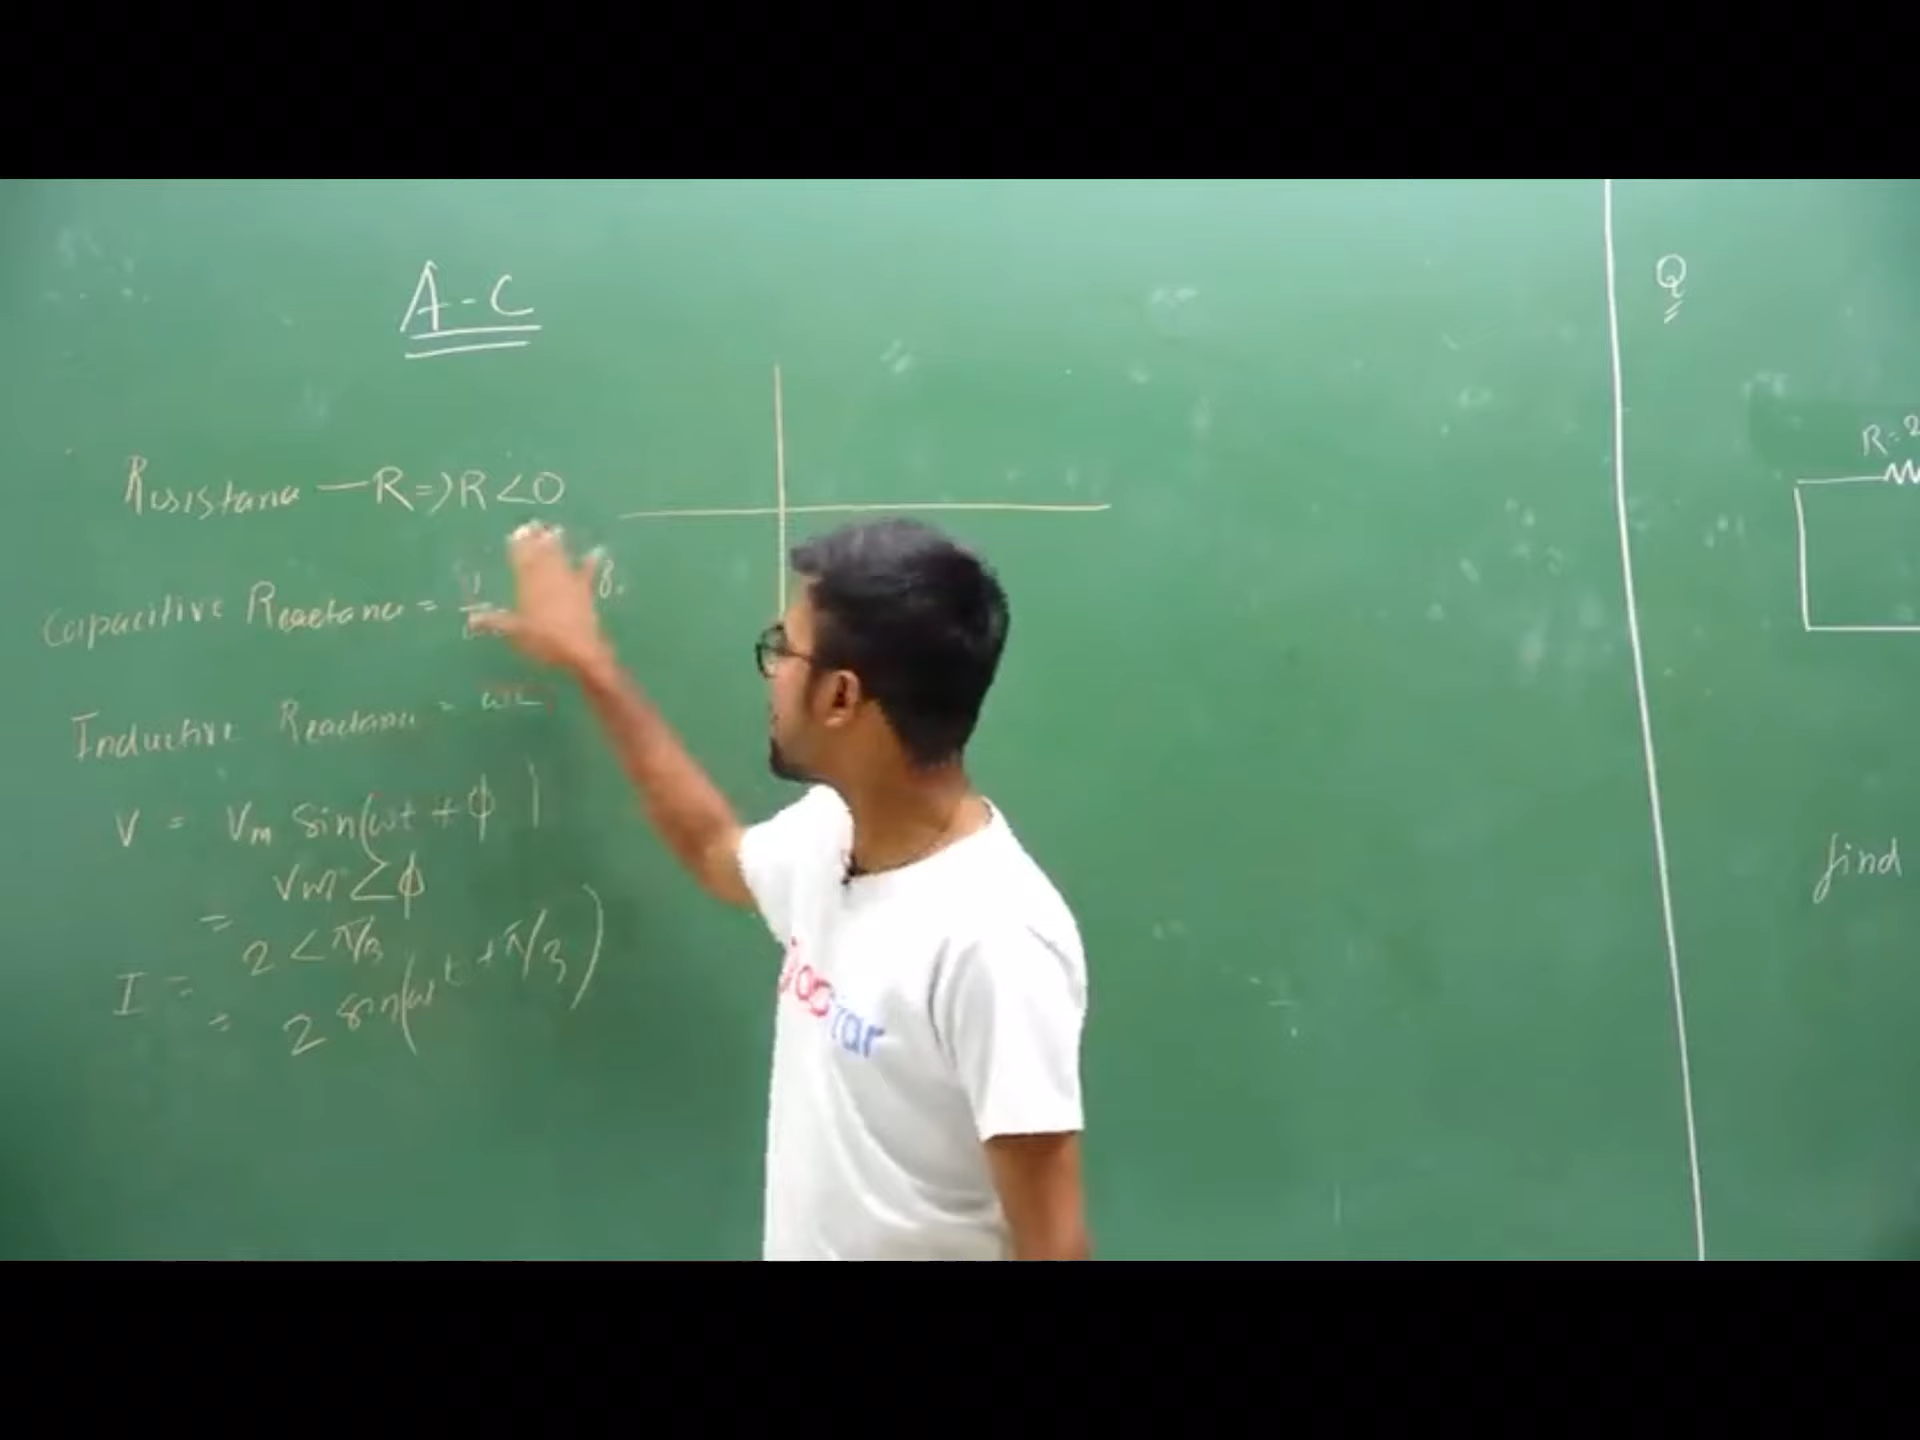 A-C
Resistance — R => R < 0
Capacitive Reactance =
Inductive Reactance = ωL
V = Vm Sin(ωt + ϕ)
= Vm < ϕ
I = 2 < π/3
= 2 sin(ωt + π/3)
Q
R=2
find